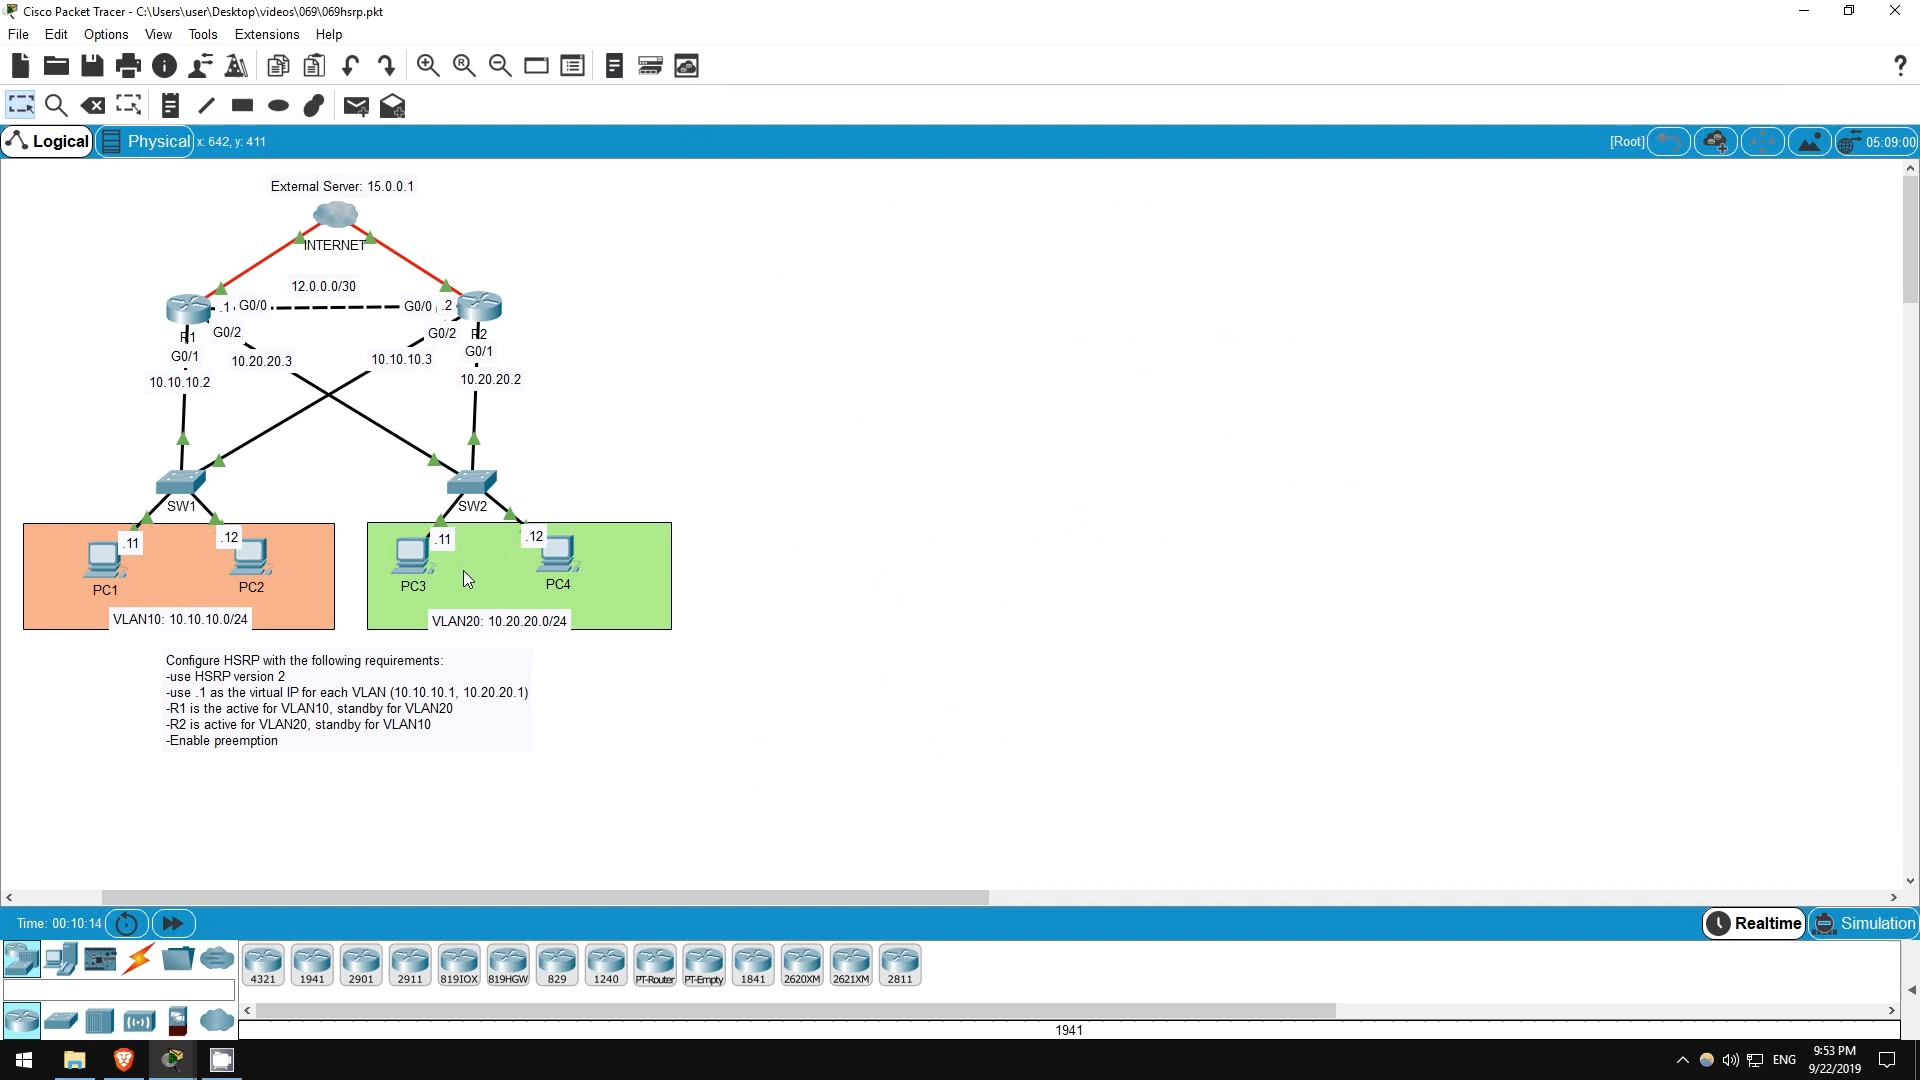 Cisco Packet Tracer - C:\Users\user\Desktop\videos\069\069hsrp.pkt
File Edit Options View Tools Extensions Help
Logical Physical x: 642, y: 411 [Root] 05:09:00
External Server: 15.0.0.1
INTERNET
12.0.0.0/30
.1 G0/0 G0/0 .2
R1 G0/2 G0/2 R2
G0/1 G0/1
10.20.20.3 10.10.10.3
10.10.10.2 10.20.20.2
SW1 SW2
.11 .12 .11 .12
PC1 PC2 PC3 PC4
VLAN10: 10.10.10.0/24 VLAN20: 10.20.20.0/24
Configure HSRP with the following requirements:
-use HSRP version 2
-use .1 as the virtual IP for each VLAN (10.10.10.1, 10.20.20.1)
-R1 is the active for VLAN10, standby for VLAN20
-R2 is active for VLAN20, standby for VLAN10
-Enable preemption
Time: 00:10:14 Realtime Simulation
4321 1941 2901 2911 819IOX 819HGW 829 1240 PT-Router PT-Empty 1841 2620XM 2621XM 2811
1941
ENG 9:53 PM
9/22/2019